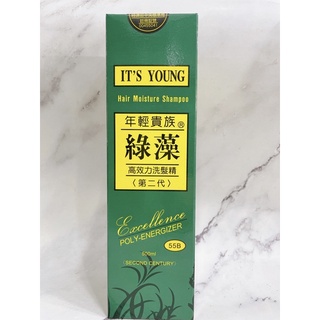 IT'S YOUNG
Hair Moisture Shampoo
年輕貴族®
綠藻
高效力洗髮精
〈第二代〉
Excellence
POLY-ENERGIZER
55B
500ml
(SECOND CENTURY)